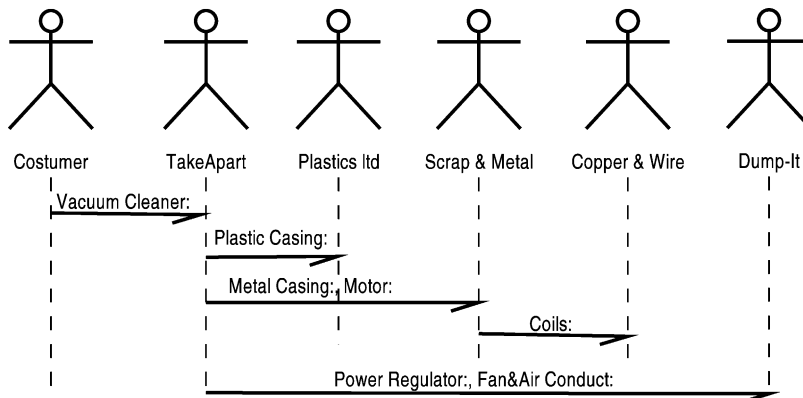 Costumer TakeApart Plastics ltd Scrap & Metal Copper & Wire Dump-It
Vacuum Cleaner:
Plastic Casing:
Metal Casing:, Motor:
Coils:
Power Regulator:, Fan&Air Conduct: